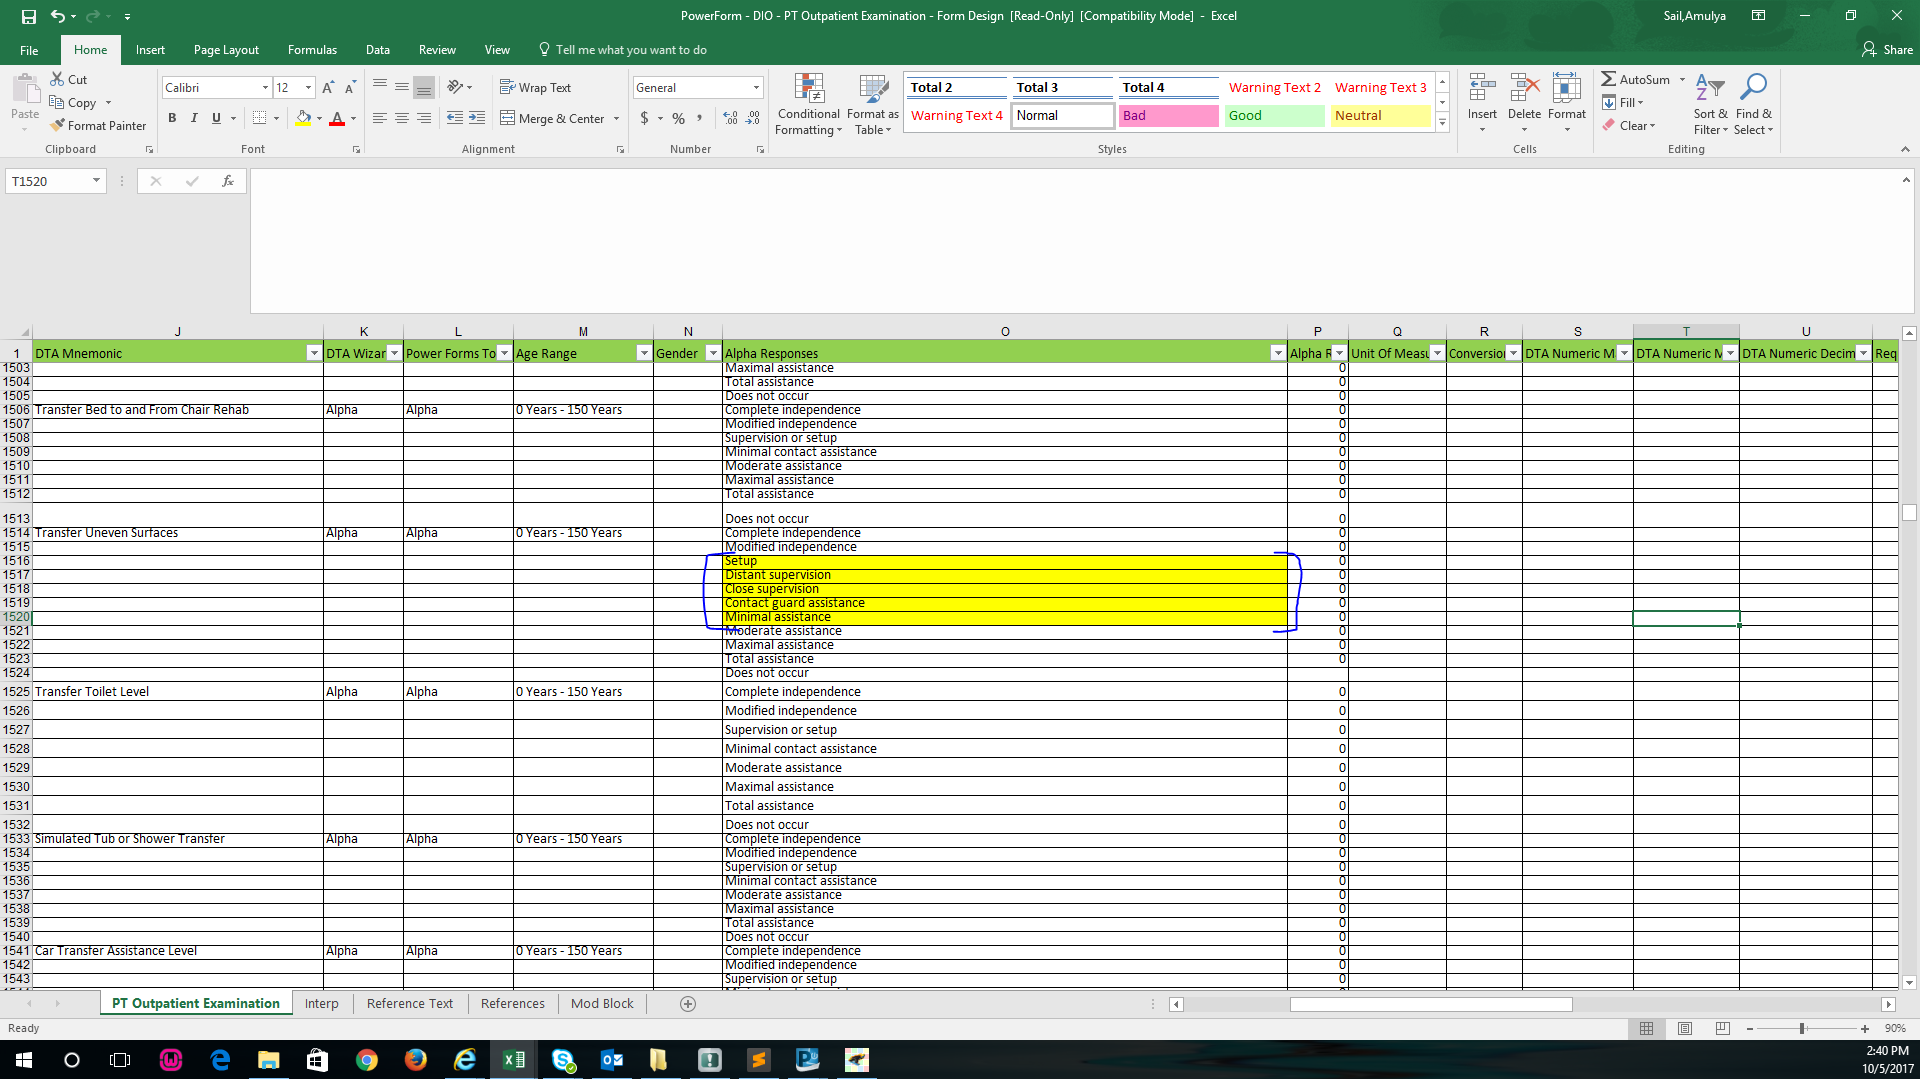 PowerForm - DIO - PT Outpatient Examination - Form Design  [Read-Only]  [Compatibility Mode]  -  Excel
Sail,Amulya
File Home Insert Page Layout Formulas Data Review View Tell me what you want to do Share
Paste Cut Copy Format Painter Clipboard
Calibri 12 A A B I U A Font
Wrap Text Merge & Center Alignment
General $ % , .00 .0 Number
Conditional Formatting Format as Table
Total 2 Total 3 Total 4 Warning Text 2 Warning Text 3
Warning Text 4 Normal Bad Good Neutral
Styles
Insert Delete Format Cells
AutoSum Fill Clear Sort & Filter Find & Select Editing
T1520 fx
J K L M N O P Q R S T U
1 DTA Mnemonic DTA Wizar Power Forms To Age Range Gender Alpha Responses Alpha R Unit Of Measu Conversion DTA Numeric M DTA Numeric M DTA Numeric Decim Req
1503 Maximal assistance 0
1504 Total assistance 0
1505 Does not occur 0
1506 Transfer Bed to and From Chair Rehab Alpha Alpha 0 Years - 150 Years Complete independence 0
1507 Modified independence 0
1508 Supervision or setup 0
1509 Minimal contact assistance 0
1510 Moderate assistance 0
1511 Maximal assistance 0
1512 Total assistance 0
1513 Does not occur 0
1514 Transfer Uneven Surfaces Alpha Alpha 0 Years - 150 Years Complete independence 0
1515 Modified independence 0
1516 Setup 0
1517 Distant supervision 0
1518 Close supervision 0
1519 Contact guard assistance 0
1520 Minimal assistance 0
1521 Moderate assistance 0
1522 Maximal assistance 0
1523 Total assistance 0
1524 Does not occur
1525 Transfer Toilet Level Alpha Alpha 0 Years - 150 Years Complete independence 0
1526 Modified independence 0
1527 Supervision or setup 0
1528 Minimal contact assistance 0
1529 Moderate assistance 0
1530 Maximal assistance 0
1531 Total assistance 0
1532 Does not occur 0
1533 Simulated Tub or Shower Transfer Alpha Alpha 0 Years - 150 Years Complete independence 0
1534 Modified independence 0
1535 Supervision or setup 0
1536 Minimal contact assistance 0
1537 Moderate assistance 0
1538 Maximal assistance 0
1539 Total assistance 0
1540 Does not occur 0
1541 Car Transfer Assistance Level Alpha Alpha 0 Years - 150 Years Complete independence 0
1542 Modified independence 0
1543 Supervision or setup 0
PT Outpatient Examination Interp Reference Text References Mod Block
Ready 90%
2:40 PM
10/5/2017